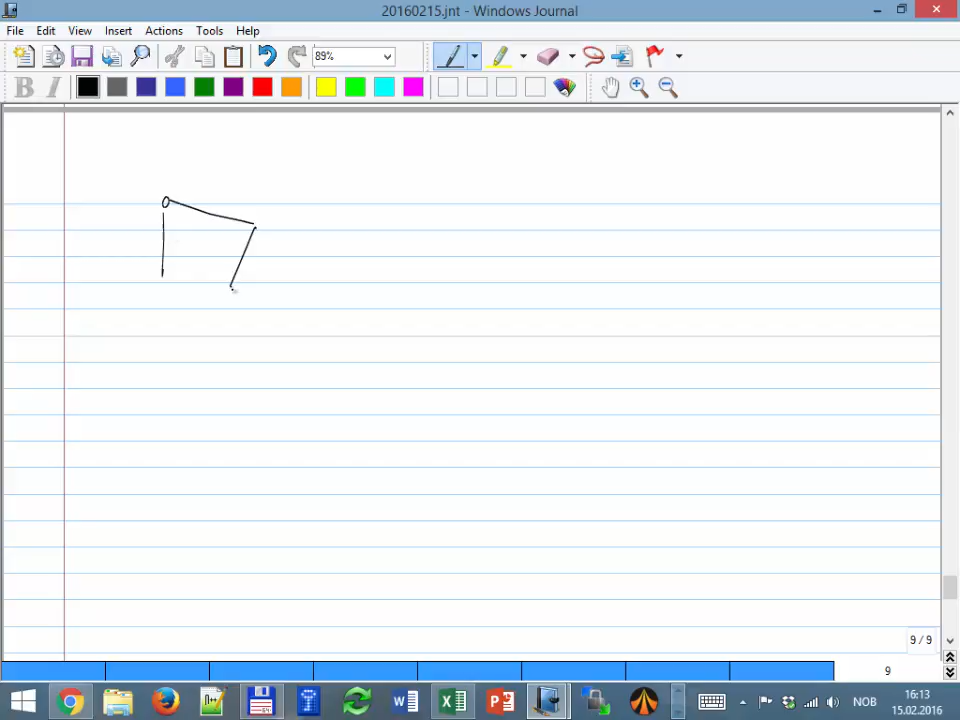 20160215.jnt - Windows Journal
File Edit View Insert Actions Tools Help
89%
B I
9 / 9
9
NOB
16:13
15.02.2016